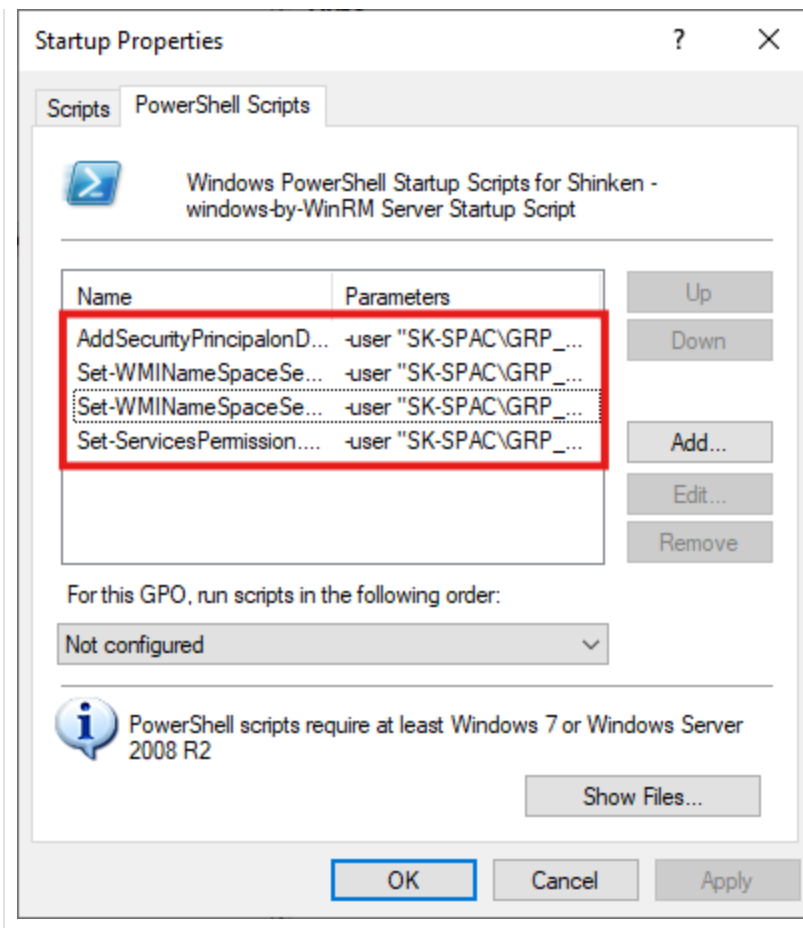 Startup Properties
?
Scripts
PowerShell Scripts
Windows PowerShell Startup Scripts for Shinken -
windows-by-WinRM Server Startup Script
Name Parameters
AddSecurityPrincipalonD... -user "SK-SPAC\GRP_...
Set-WMINameSpaceSe... -user "SK-SPAC\GRP_...
Set-WMINameSpaceSe... -user "SK-SPAC\GRP_...
Set-ServicesPermission.... -user "SK-SPAC\GRP_...
Up
Down
Add...
Edit...
Remove
For this GPO, run scripts in the following order:
Not configured
PowerShell scripts require at least Windows 7 or Windows Server
2008 R2
Show Files...
OK Cancel Apply